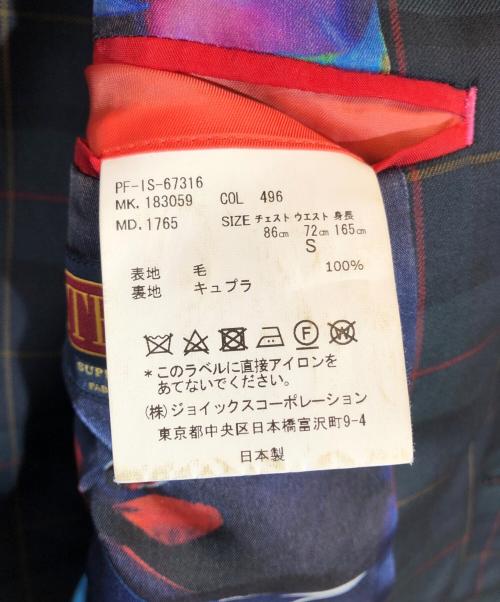 PF-IS-67316
MK. 183059 COL 496
MD. 1765 SIZE チェスト ウエスト 身長
86㎝ 72㎝ 165㎝
S
表地 毛 100%
裏地 キュプラ
P W
*このラベルに直接アイロンを
あてないでください。
(株)ジョイックスコーポレーション
東京都中央区日本橋富沢町9-4
日本製
SUP
FAB